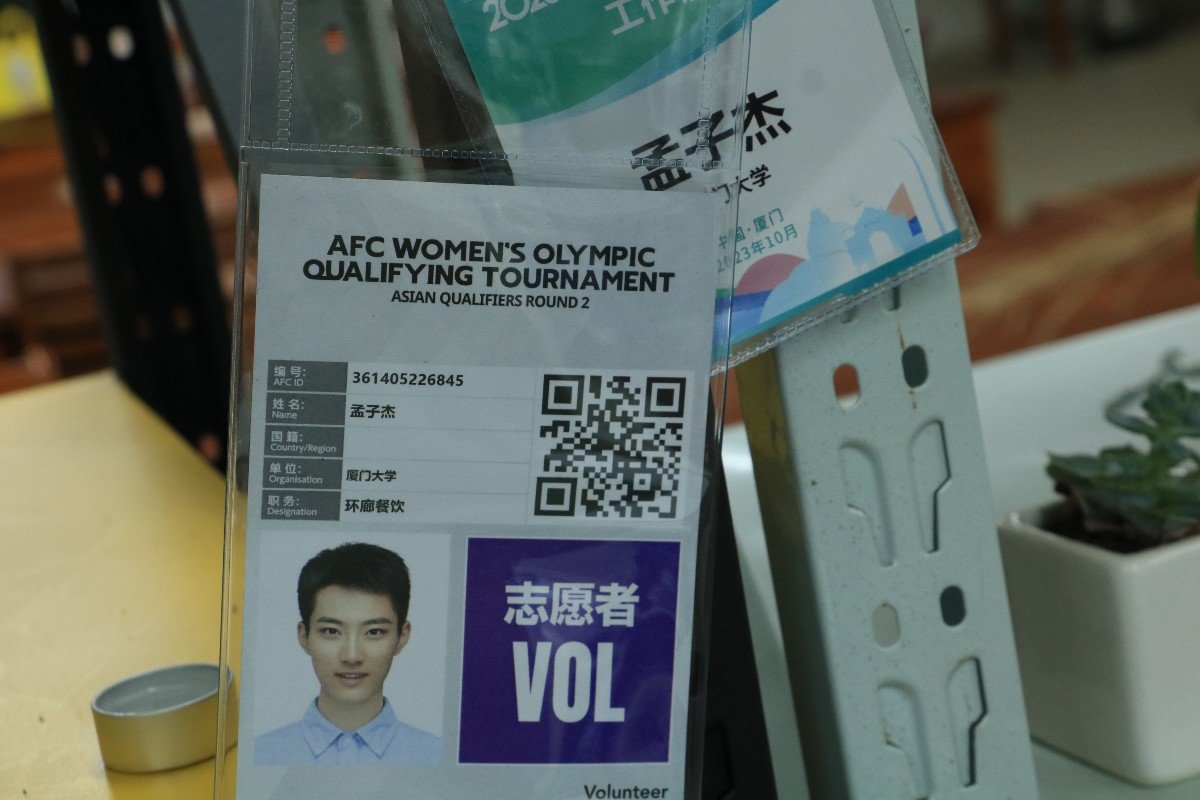 工作
孟子杰
门大学
中国·厦门
23年10月
AFC WOMEN'S OLYMPIC
QUALIFYING TOURNAMENT
ASIAN QUALIFIERS ROUND 2
编号:
AFC ID
361405226845
姓名:
Name
孟子杰
国籍:
Country/Region
单位:
Organisation
厦门大学
职务:
Designation
环廊餐饮
志愿者
VOL
Volunteer